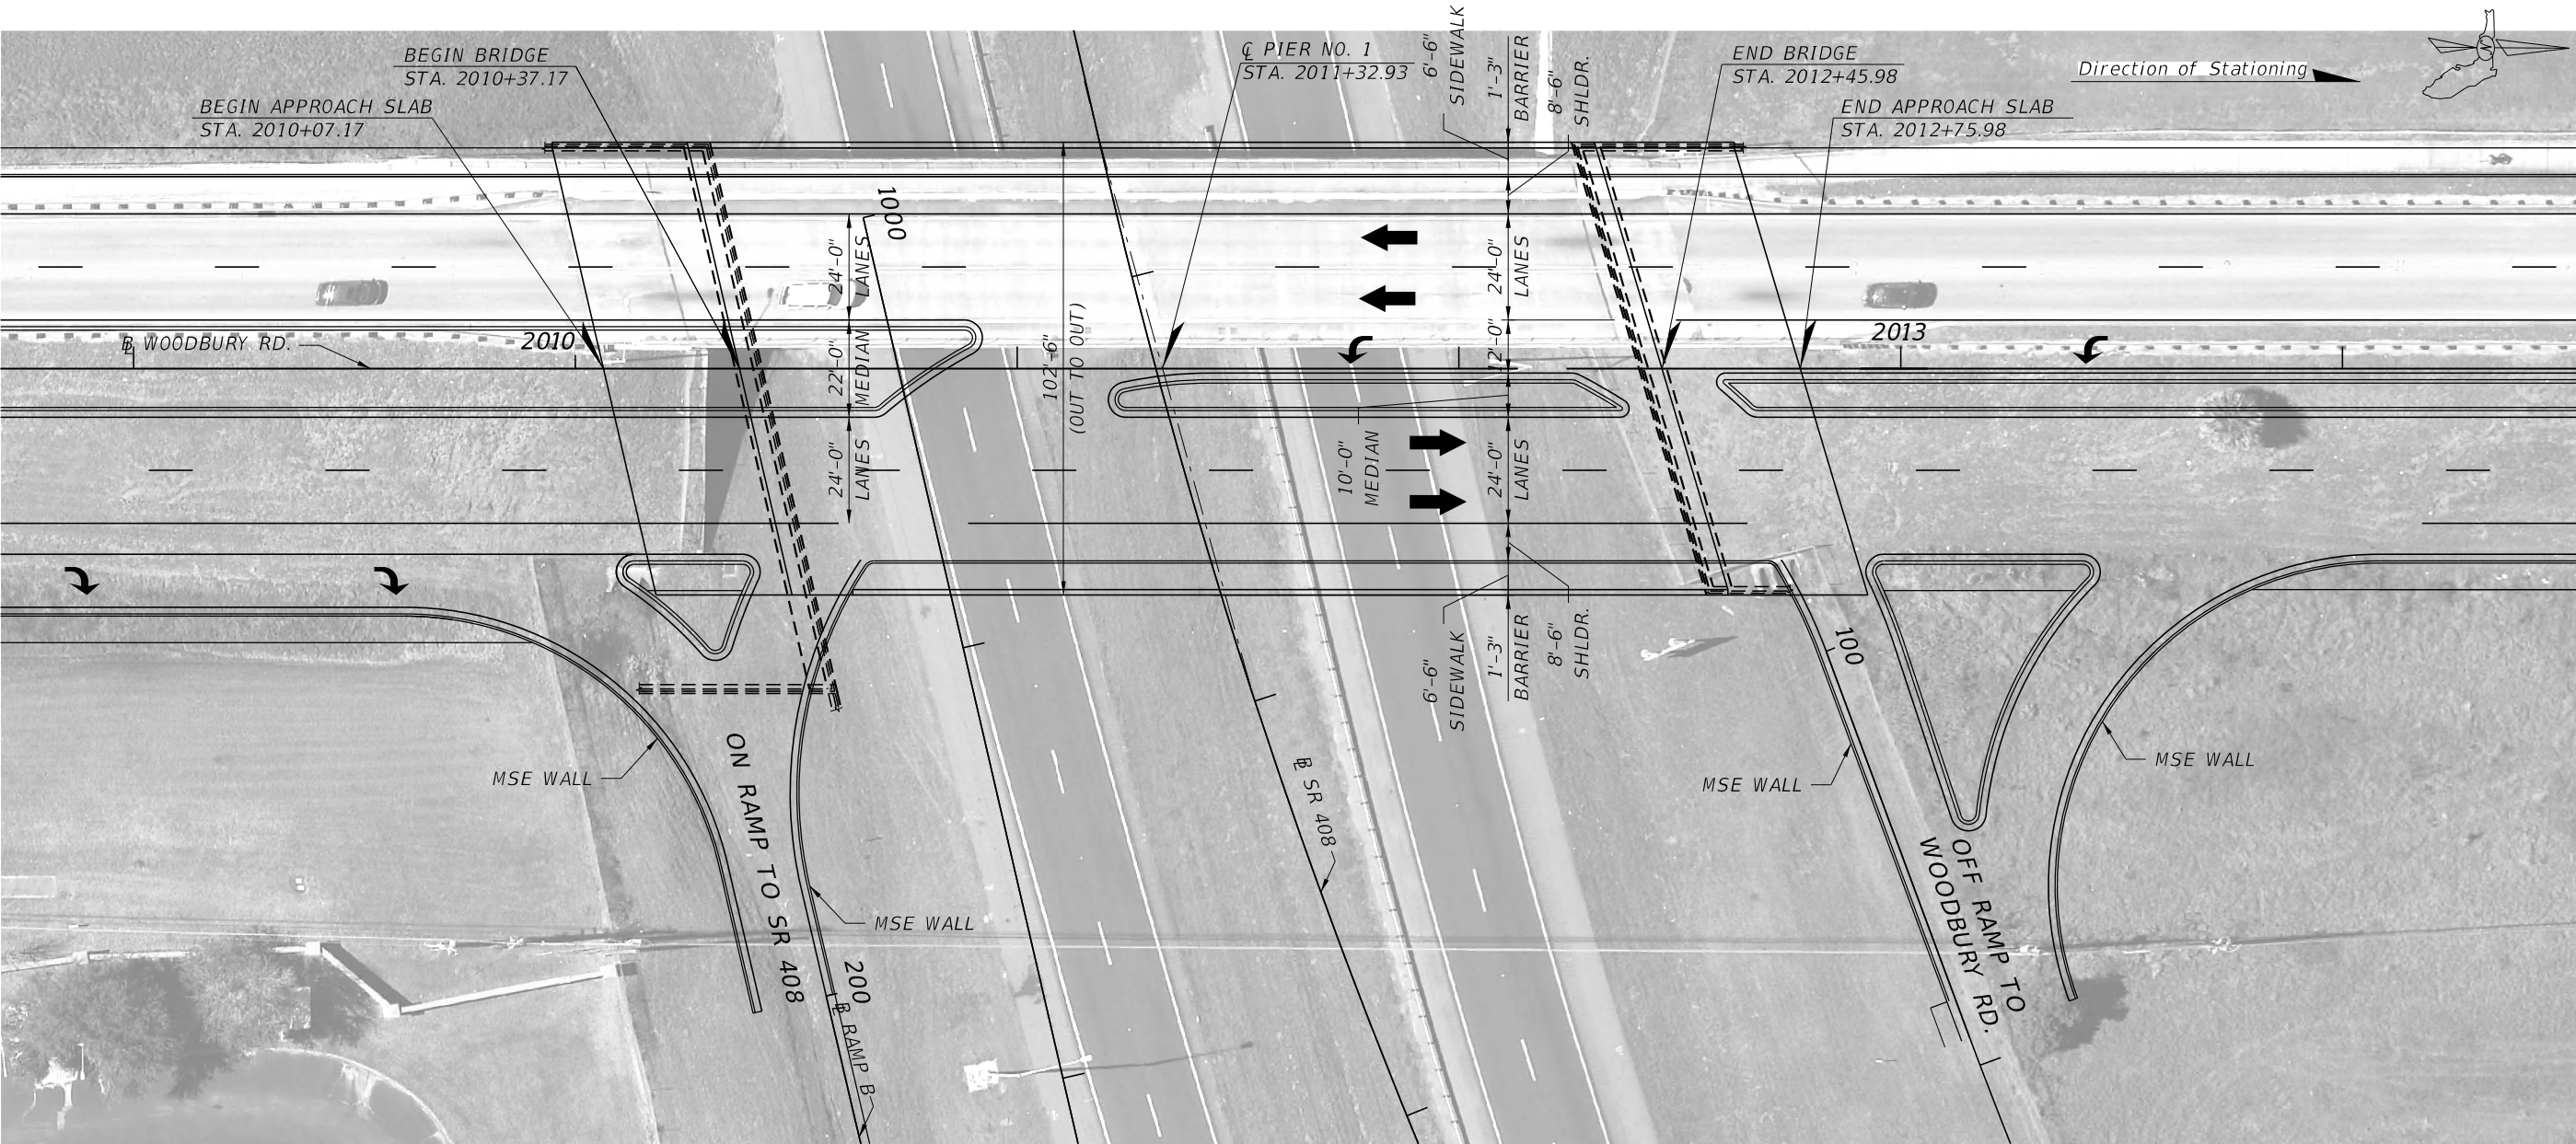 BEGIN BRIDGE
STA. 2010+37.17
BEGIN APPROACH SLAB
STA. 2010+07.17
℄ PIER NO. 1
STA. 2011+32.93
6'-6"
SIDEWALK
1'-3"
BARRIER
8'-6"
SHLDR.
END BRIDGE
STA. 2012+45.98
END APPROACH SLAB
STA. 2012+75.98
Direction of Stationing
N
1000
24'-0"
LANES
24'-0"
LANES
2010
2013
BL WOODBURY RD.
22'-0"
MEDIAN
102'-6"
(OUT TO OUT)
12'-0"
24'-0"
LANES
10'-0"
MEDIAN
24'-0"
LANES
6'-6"
SIDEWALK
1'-3"
BARRIER
8'-6"
SHLDR.
100
MSE WALL
ON RAMP TO SR 408
BL SR 408
MSE WALL
MSE WALL
MSE WALL
OFF RAMP TO
WOODBURY RD.
200
BL RAMP B